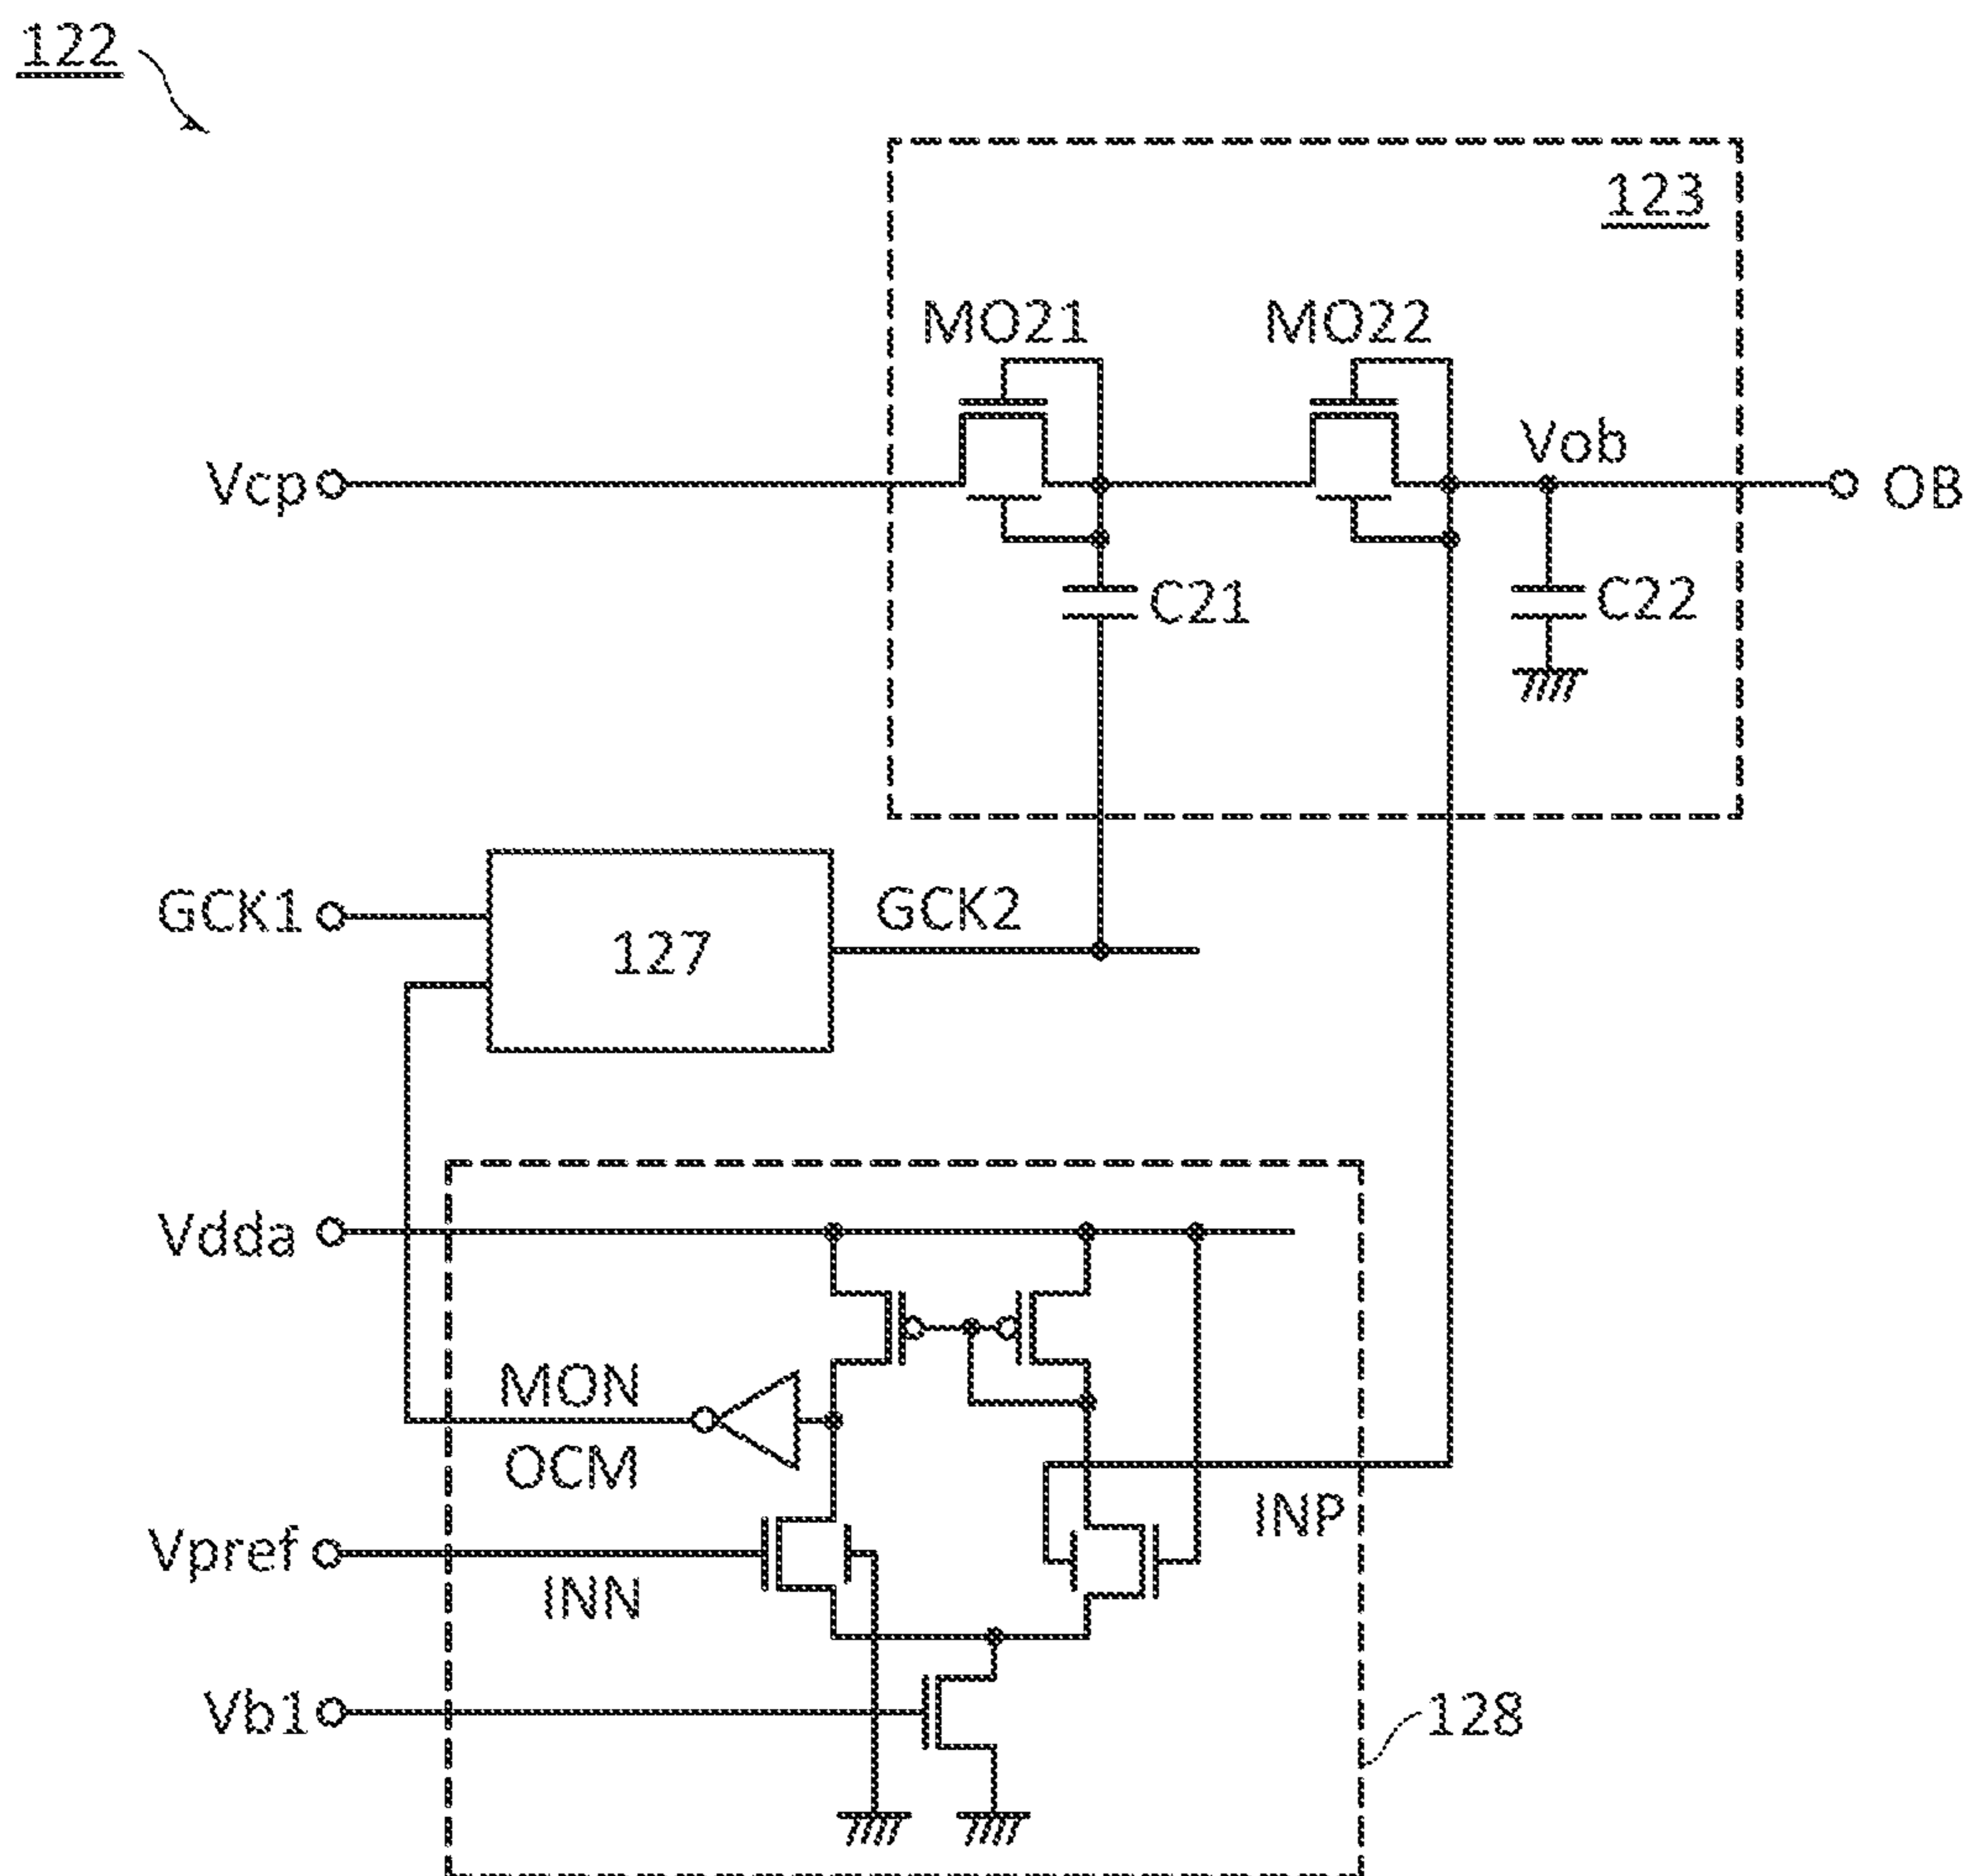 122
123
MO21 MO22
Vob
Vcp
OB
C21
C22
GCK1
GCK2
127
Vdda
MON
OCM
INP
Vpref
INN
Vb1
128